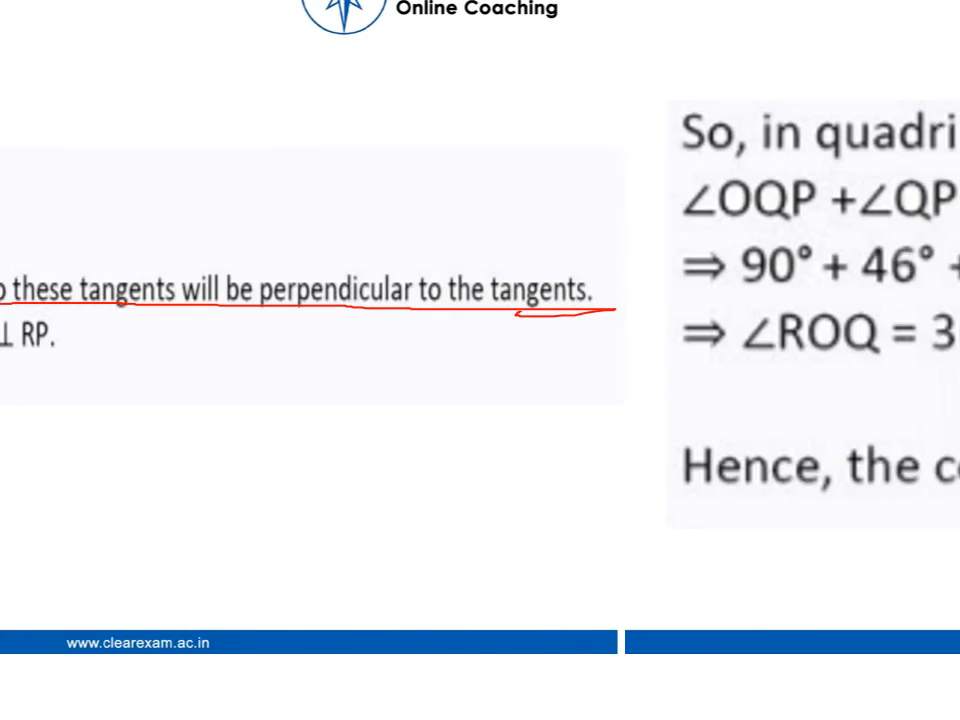 Online Coaching
these tangents will be perpendicular to the tangents.
⊥ RP.
So, in
∠OQP +∠QP
⇒ 90° + 46° +
⇒ ∠ROQ = 3
Hence, the
www.clearexam.ac.in